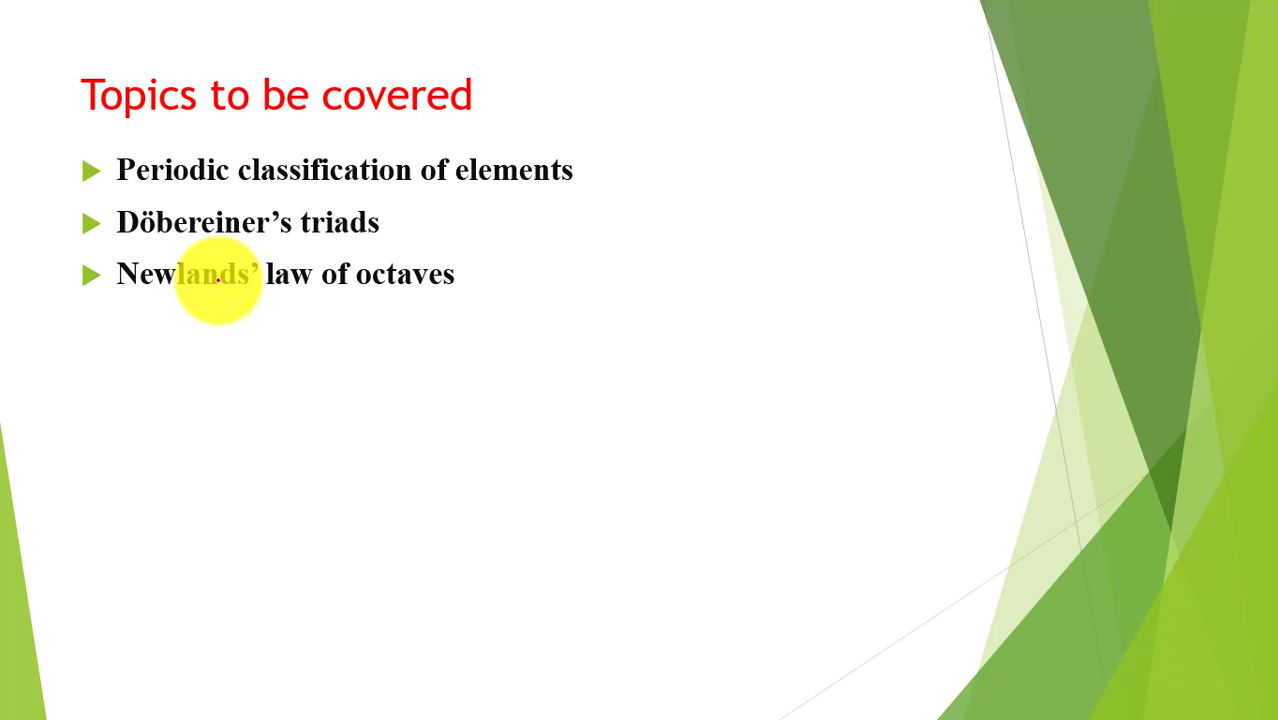 Topics to be covered
Periodic classification of elements
Döbereiner’s triads
Newlands’ law of octaves